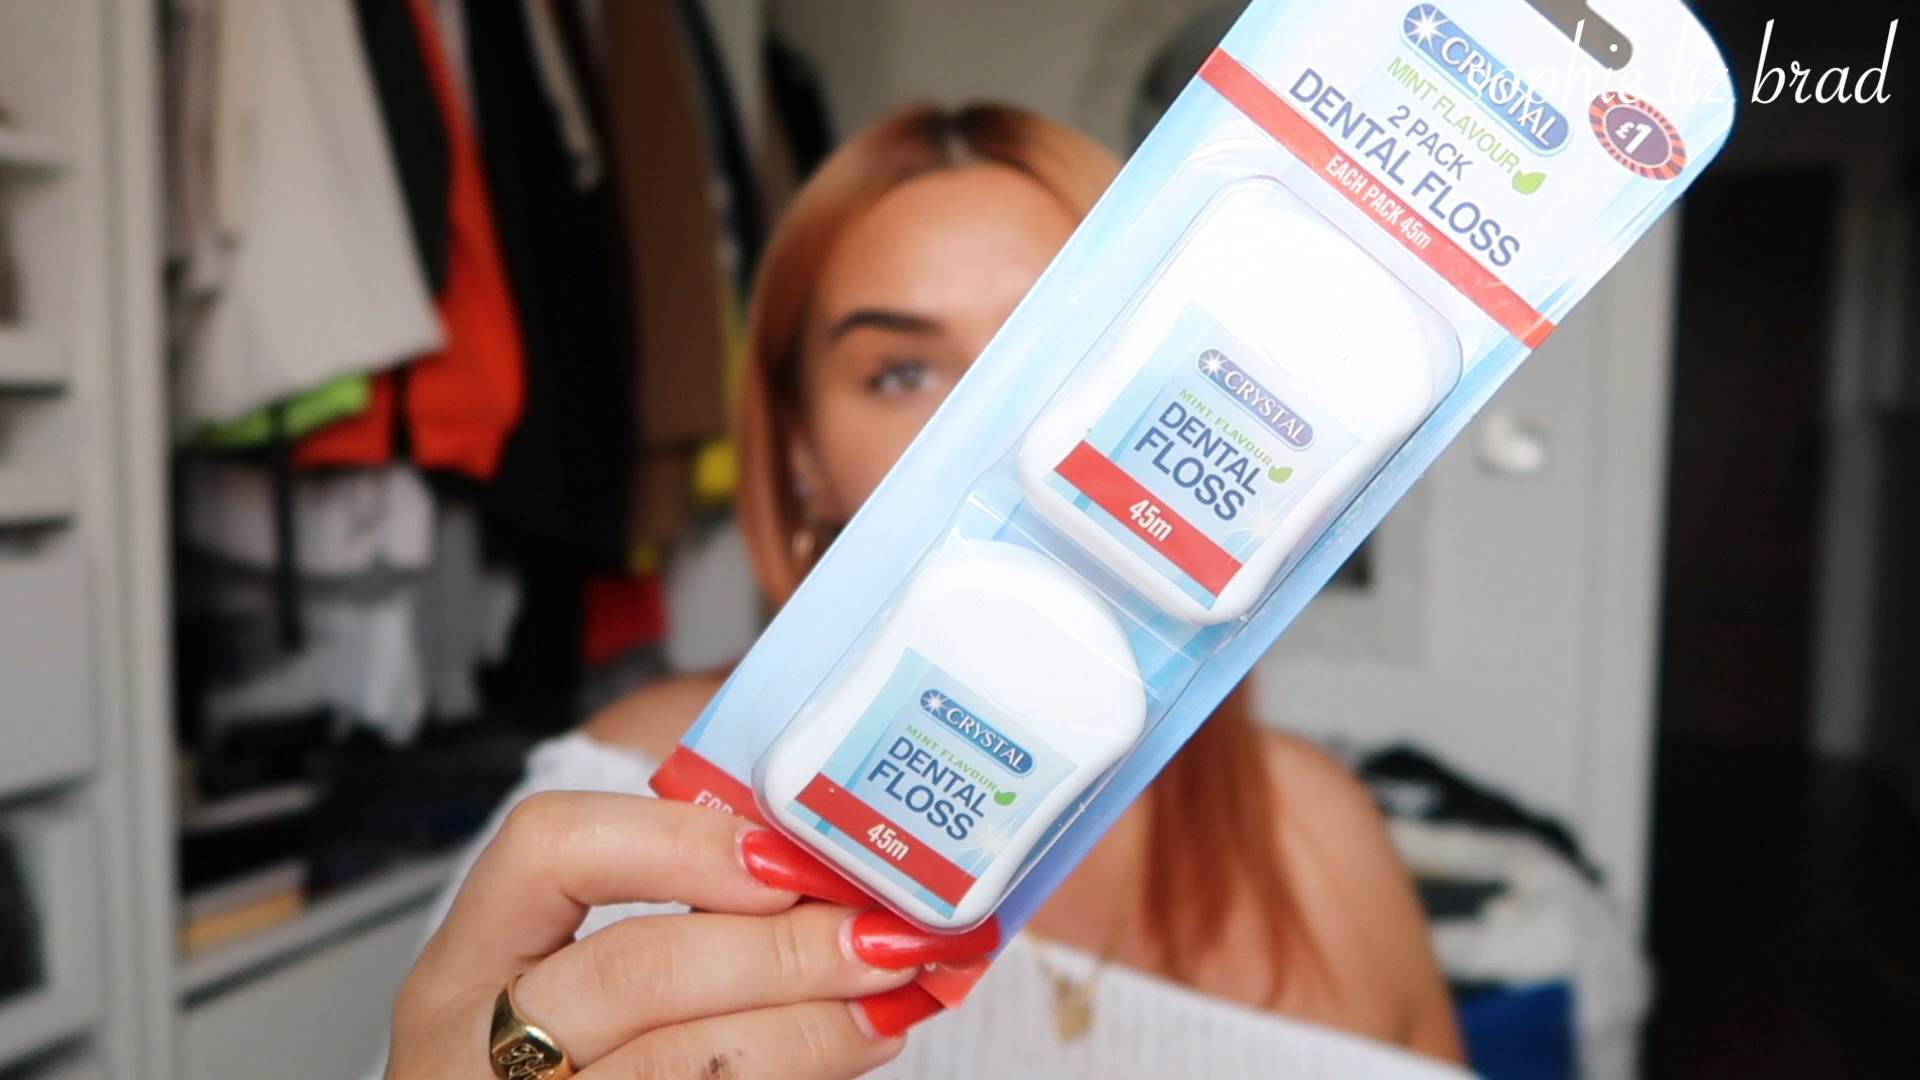 sophie liz brad
CRYSTAL
MINT FLAVOUR
2 PACK
DENTAL FLOSS
EACH PACK 45m
£1
CRYSTAL
MINT FLAVOUR
DENTAL
FLOSS
45m
CRYSTAL
MINT FLAVOUR
DENTAL
FLOSS
45m